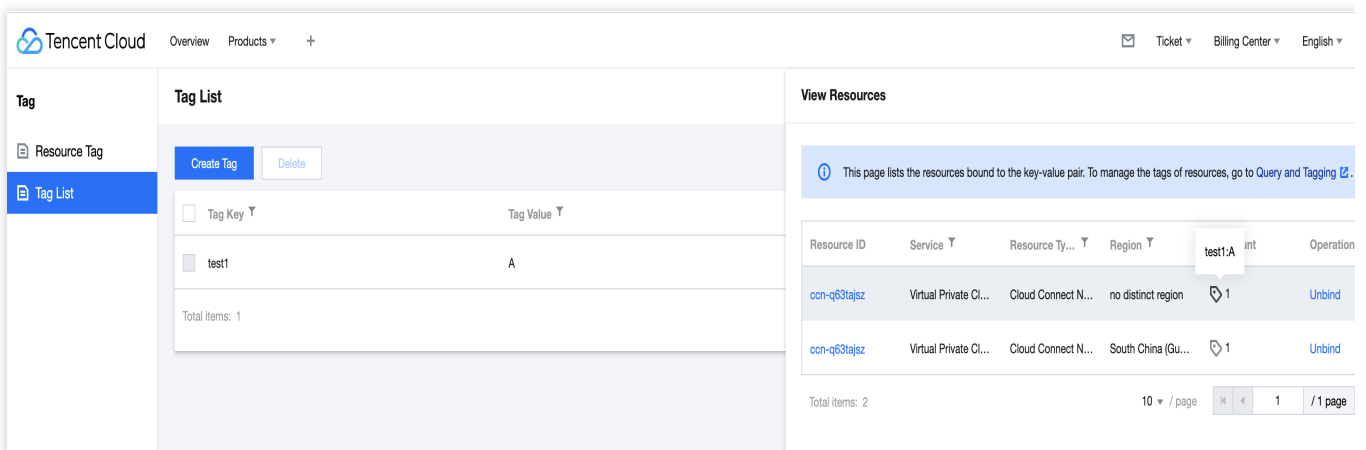 Tencent Cloud Overview Products + Ticket Billing Center English
Tag
Resource Tag
Tag List
Tag List
Create Tag Delete
Tag Key Tag Value
test1 A
Total items: 1
View Resources
This page lists the resources bound to the key-value pair. To manage the tags of resources, go to Query and Tagging .
Resource ID Service Resource Ty... Region Operation
test1:A
ccn-q63tajsz Virtual Private Cl... Cloud Connect N... no distinct region 1 Unbind
ccn-q63tajsz Virtual Private Cl... Cloud Connect N... South China (Gu... 1 Unbind
Total items: 2 10 / page 1 / 1 page